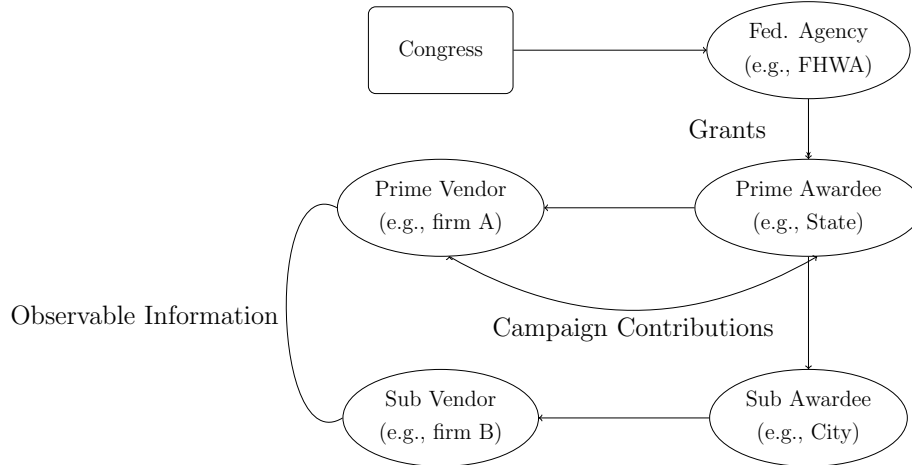 Congress
Fed. Agency
(e.g., FHWA)
Grants
Prime Vendor
(e.g., firm A)
Prime Awardee
(e.g., State)
Observable Information
Campaign Contributions
Sub Vendor
(e.g., firm B)
Sub Awardee
(e.g., City)